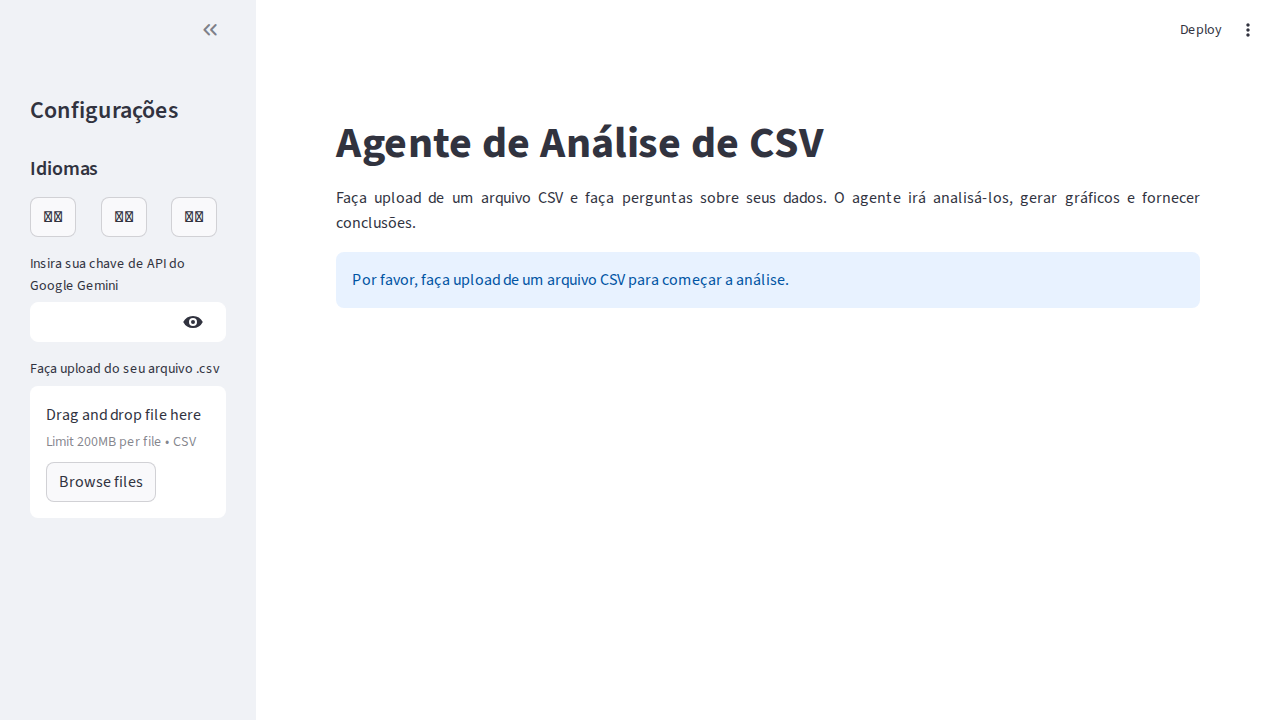 Deploy
Configurações
Idiomas
Insira sua chave de API do
Google Gemini
Faça upload do seu arquivo .csv
Drag and drop file here
Limit 200MB per file • CSV
Browse files
Agente de Análise de CSV
Faça upload de um arquivo CSV e faça perguntas sobre seus dados. O agente irá analisá-los, gerar gráficos e fornecer
conclusões.
Por favor, faça upload de um arquivo CSV para começar a análise.